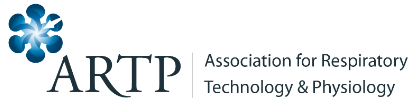 ARTP
Association for Respiratory
Technology & Physiology